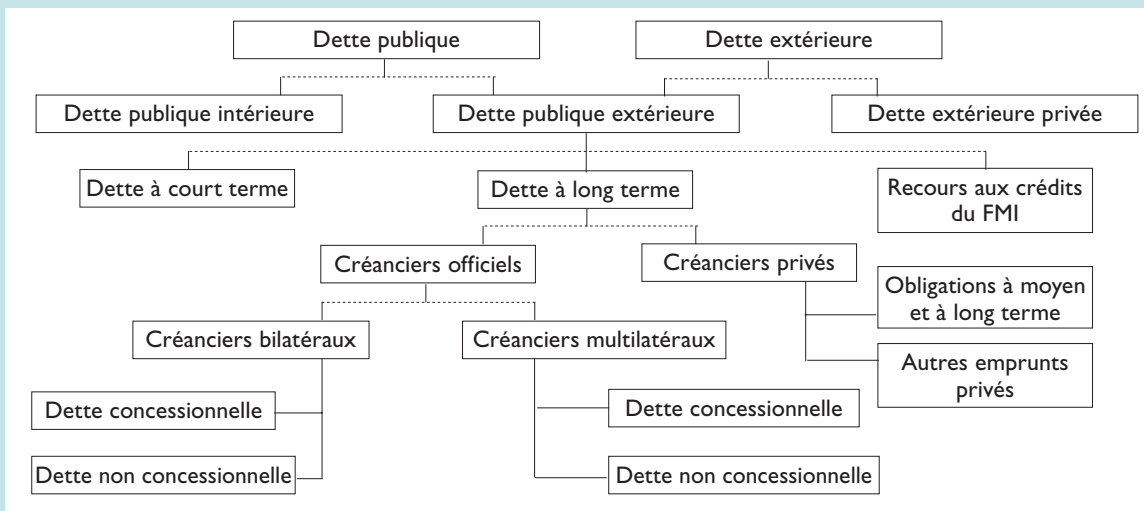 Dette publique
Dette extérieure
Dette publique intérieure
Dette publique extérieure
Dette extérieure privée
Dette à court terme
Dette à long terme
Recours aux crédits
du FMI
Créanciers officiels
Créanciers privés
Obligations à moyen
et à long terme
Créanciers bilatéraux
Créanciers multilatéraux
Autres emprunts
privés
Dette concessionnelle
Dette concessionnelle
Dette non concessionnelle
Dette non concessionnelle